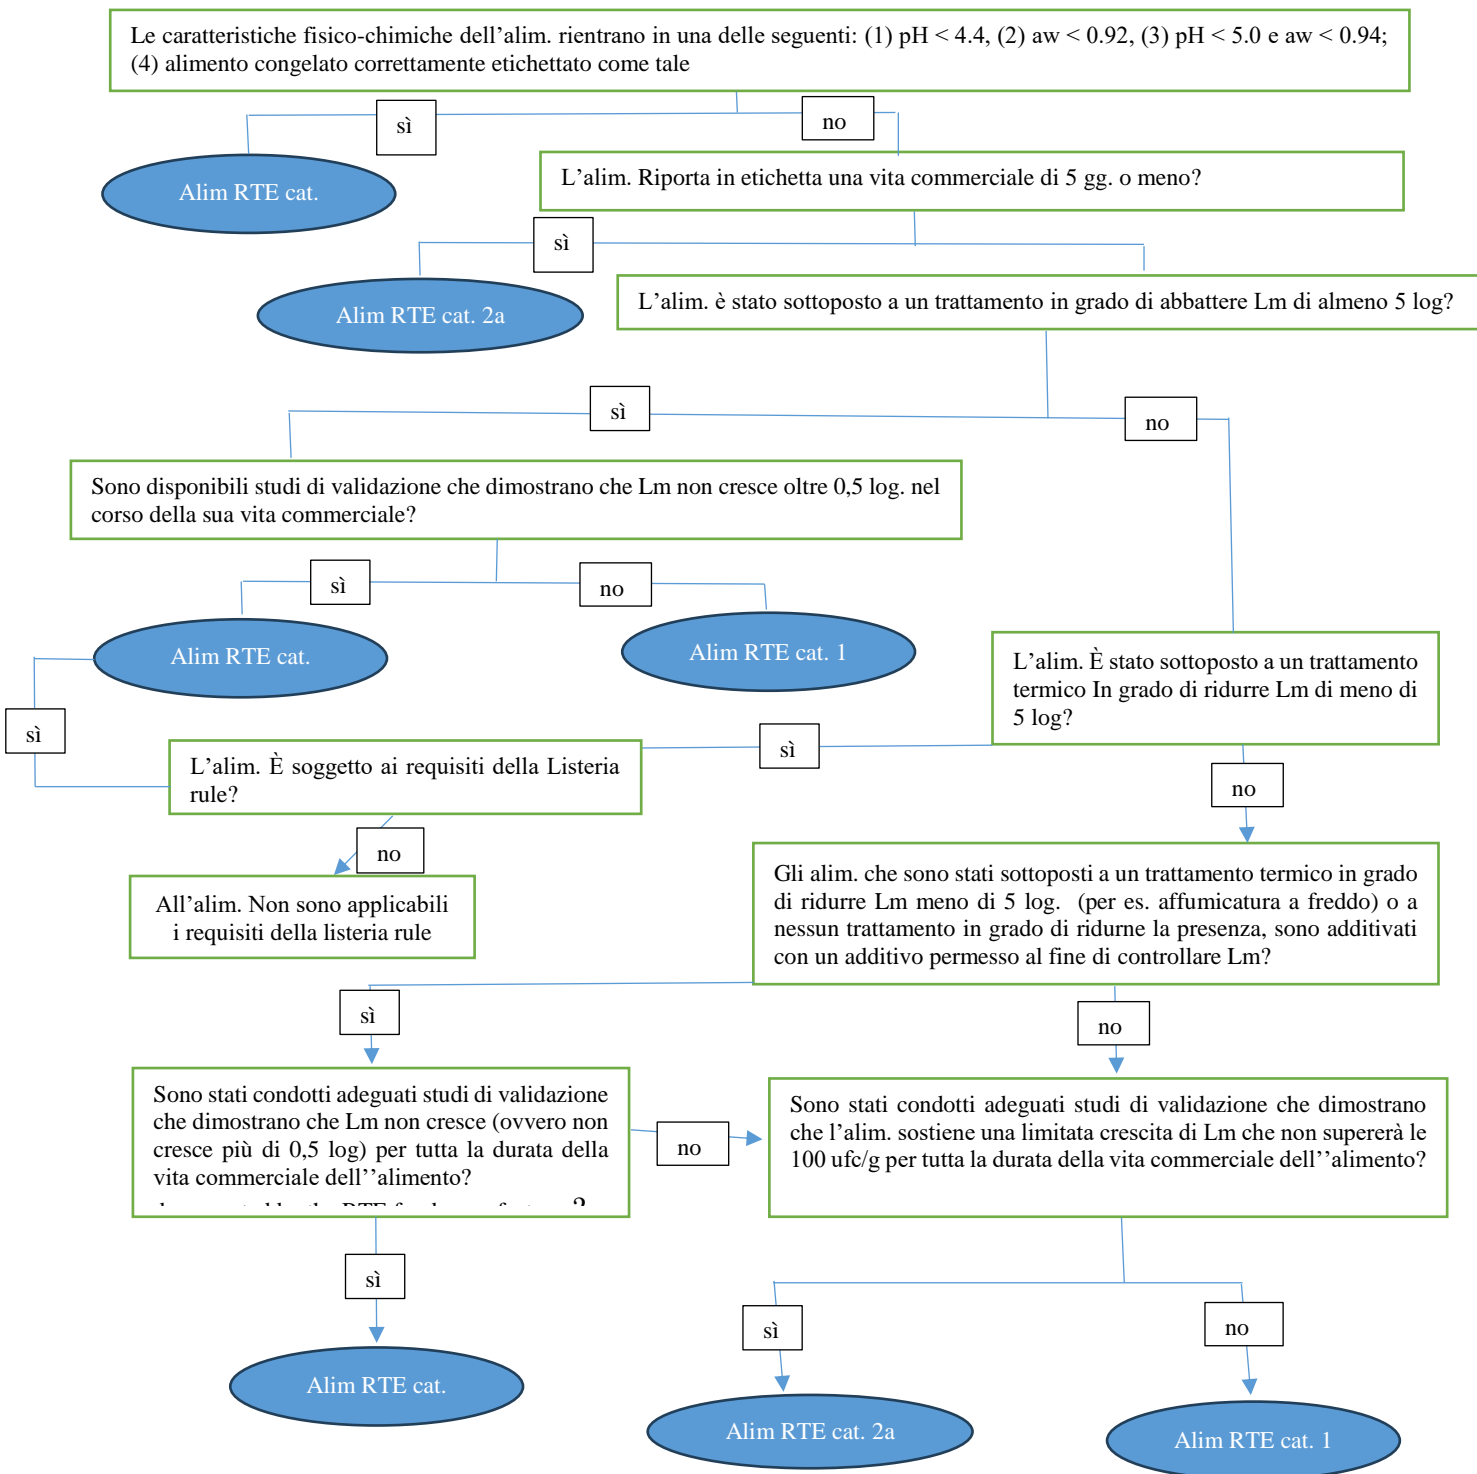 Le caratteristiche fisico-chimiche dell'alim. rientrano in una delle seguenti: (1) pH < 4.4, (2) aw < 0.92, (3) pH < 5.0 e aw < 0.94;
(4) alimento congelato correttamente etichettato come tale
sì
no
Alim RTE cat.
L'alim. Riporta in etichetta una vita commerciale di 5 gg. o meno?
sì
Alim RTE cat. 2a
L'alim. è stato sottoposto a un trattamento in grado di abbattere Lm di almeno 5 log?
sì
no
Sono disponibili studi di validazione che dimostrano che Lm non cresce oltre 0,5 log. nel
corso della sua vita commerciale?
sì
no
Alim RTE cat.
Alim RTE cat. 1
L'alim. È stato sottoposto a un trattamento
termico In grado di ridurre Lm di meno di
5 log?
sì
sì
L'alim. È soggetto ai requisiti della Listeria
rule?
no
no
All'alim. Non sono applicabili
i requisiti della listeria rule
Gli alim. che sono stati sottoposti a un trattamento termico in grado
di ridurre Lm meno di 5 log. (per es. affumicatura a freddo) o a
nessun trattamento in grado di ridurne la presenza, sono additivati
con un additivo permesso al fine di controllare Lm?
sì
no
Sono stati condotti adeguati studi di validazione
che dimostrano che Lm non cresce (ovvero non
cresce più di 0,5 log) per tutta la durata della
vita commerciale dell''alimento?
no
Sono stati condotti adeguati studi di validazione che dimostrano
che l'alim. sostiene una limitata crescita di Lm che non supererà le
100 ufc/g per tutta la durata della vita commerciale dell''alimento?
sì
sì
no
Alim RTE cat.
Alim RTE cat. 2a
Alim RTE cat. 1